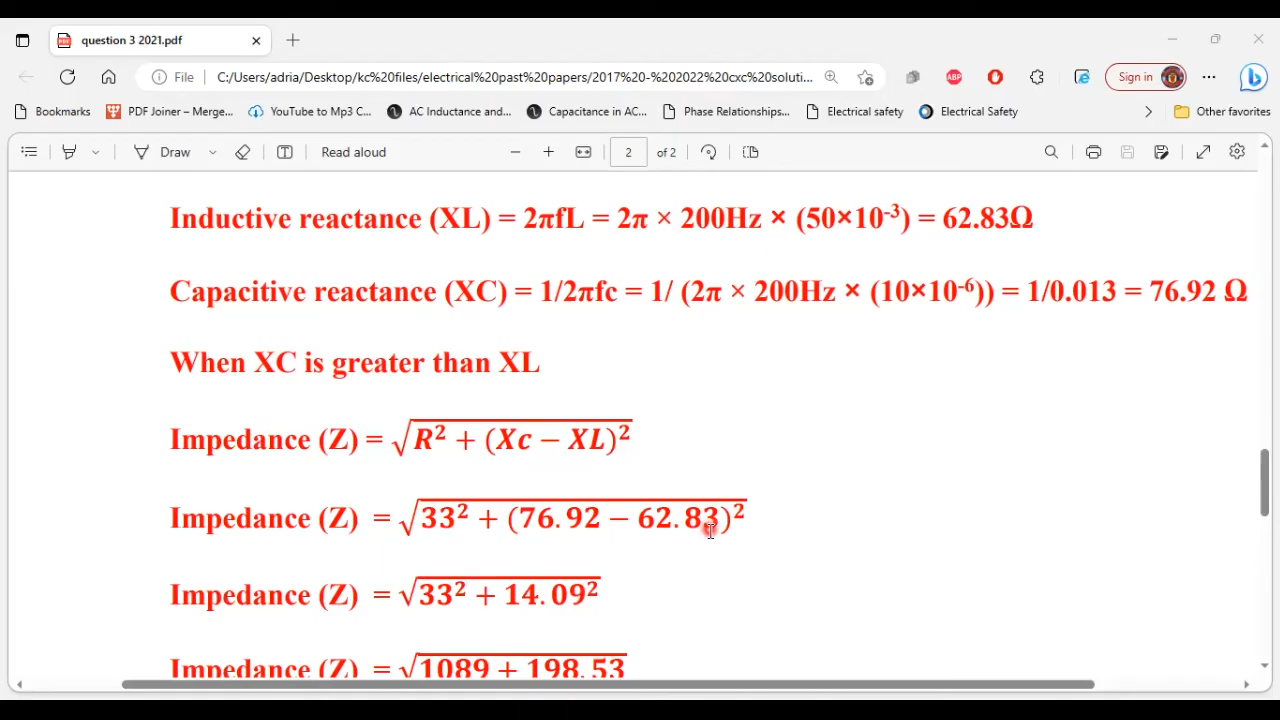 question 3 2021.pdf
File C:/Users/adria/Desktop/kc%20files/electrical%20past%20papers/2017%20-%202022%20cxc%20soluti... ABP Sign in
Bookmarks PDF Joiner – Merge... YouTube to Mp3 C... AC Inductance and... Capacitance in AC... Phase Relationships... Electrical safety Electrical Safety Other favorites
Draw Read aloud 2 of 2
Inductive reactance (XL) = 2πfL = 2π × 200Hz × (50×10⁻³) = 62.83Ω
Capacitive reactance (XC) = 1/2πfc = 1/ (2π × 200Hz × (10×10⁻⁶)) = 1/0.013 = 76.92 Ω
When XC is greater than XL
Impedance (Z) = √R² + (Xc − XL)²
Impedance (Z) = √33² + (76.92 − 62.83)²
Impedance (Z) = √33² + 14.09²
Impedance (Z) = √1089 + 198.53